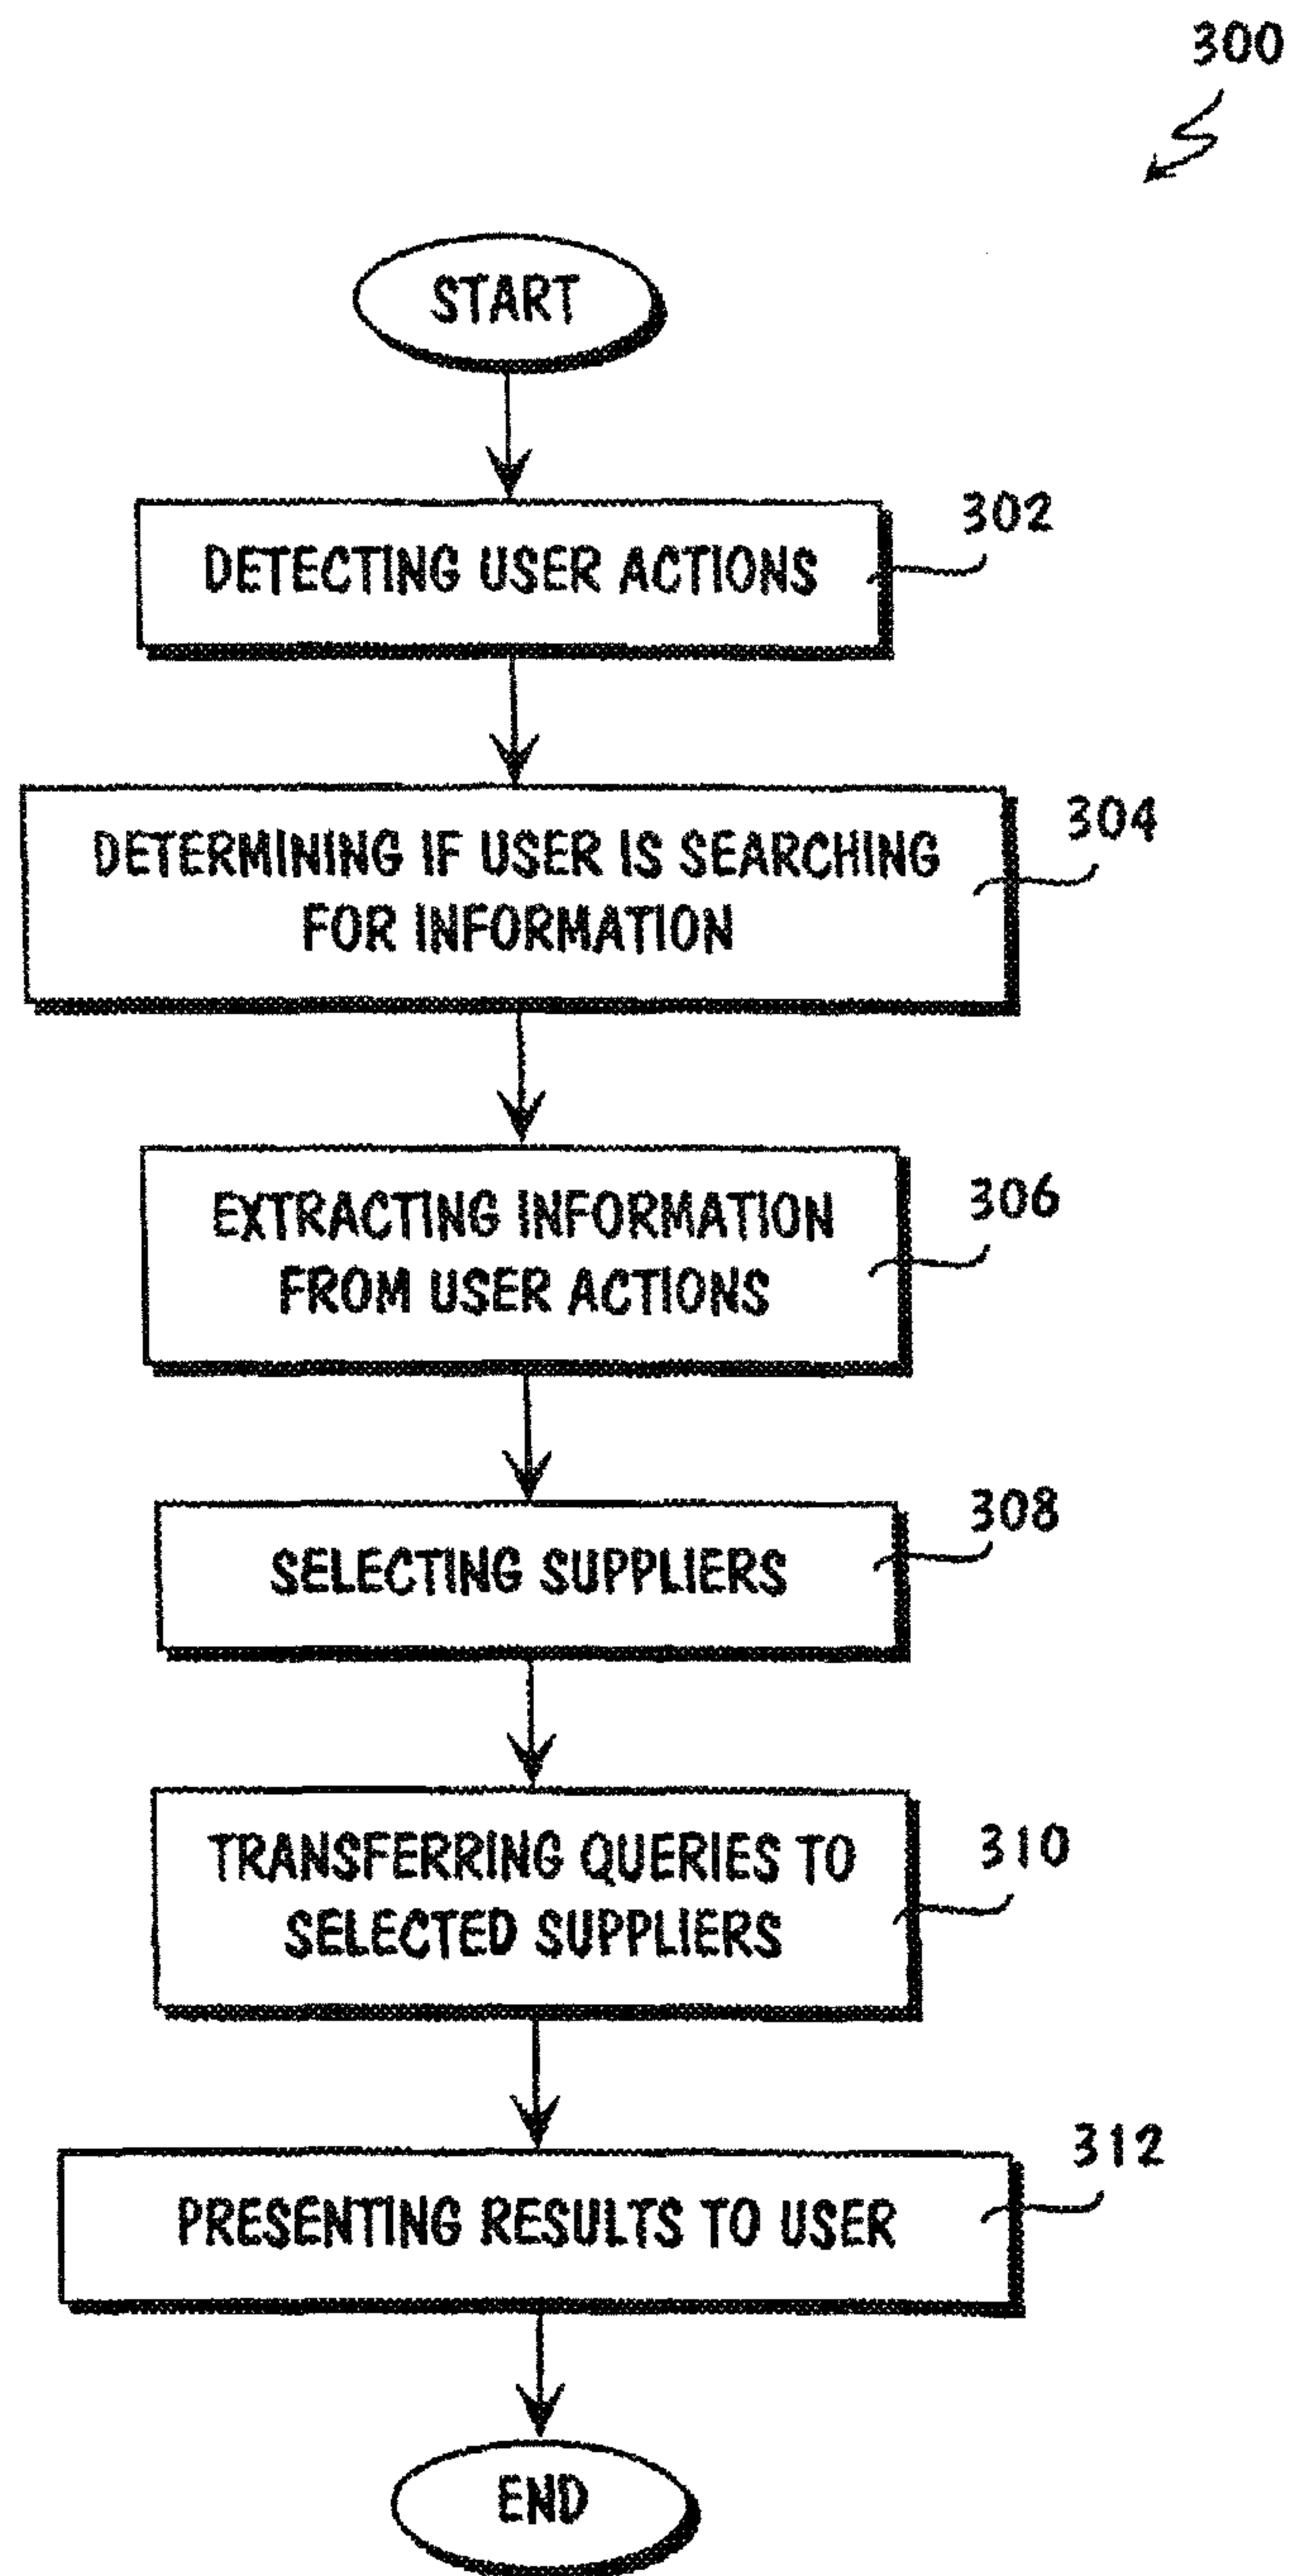 300
START
DETECTING USER ACTIONS
302
DETERMINING IF USER IS SEARCHING
FOR INFORMATION
304
EXTRACTING INFORMATION
FROM USER ACTIONS
306
SELECTING SUPPLIERS
308
TRANSFERRING QUERIES TO
SELECTED SUPPLIERS
310
PRESENTING RESULTS TO USER
312
END